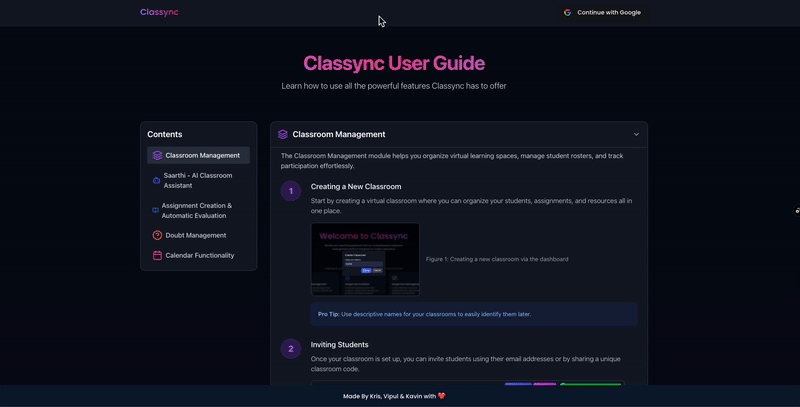 Classync
Continue with Google
Classync User Guide
Learn how to use all the powerful features Classync has to offer
Contents
Classroom Management
Saarthi - AI Classroom
Assistant
Assignment Creation &
Automatic Evaluation
Doubt Management
Calendar Functionality
Classroom Management
The Classroom Management module helps you organize virtual learning spaces, manage student rosters, and track
participation effortlessly.
1
Creating a New Classroom
Start by creating a virtual classroom where you can organize your students, assignments, and resources all in
one place.
Welcome to Classync
Figure 1: Creating a new classroom via the dashboard
Pro Tip: Use descriptive names for your classrooms to easily identify them later.
2
Inviting Students
Once your classroom is set up, you can invite students using their email addresses or by sharing a unique
classroom code.
Made By Kris, Vipul & Kavin with ❤️